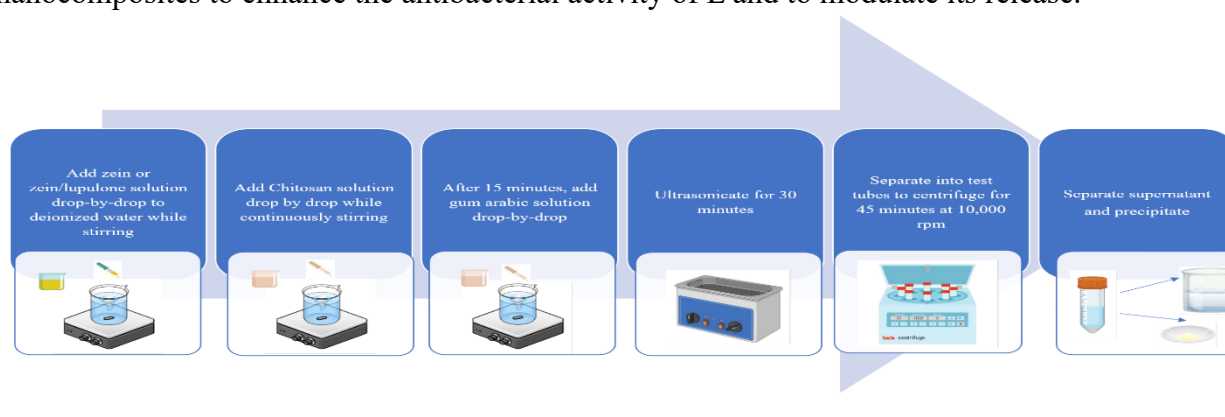 nanocomposites to enhance the antibacterial activity of L and to modulate its release.
Add zein or
zein/lupulone solution
drop-by-drop to
deionized water while
stirring
Add Chitosan solution
drop by drop while
continuously stirring
After 15 minutes, add
gum arabic solution
drop-by-drop
Ultrasonicate for 30
minutes
Separate into test
tubes to centrifuge for
45 minutes at 10,000
rpm
Separate supernatant
and precipitate
centrifuge